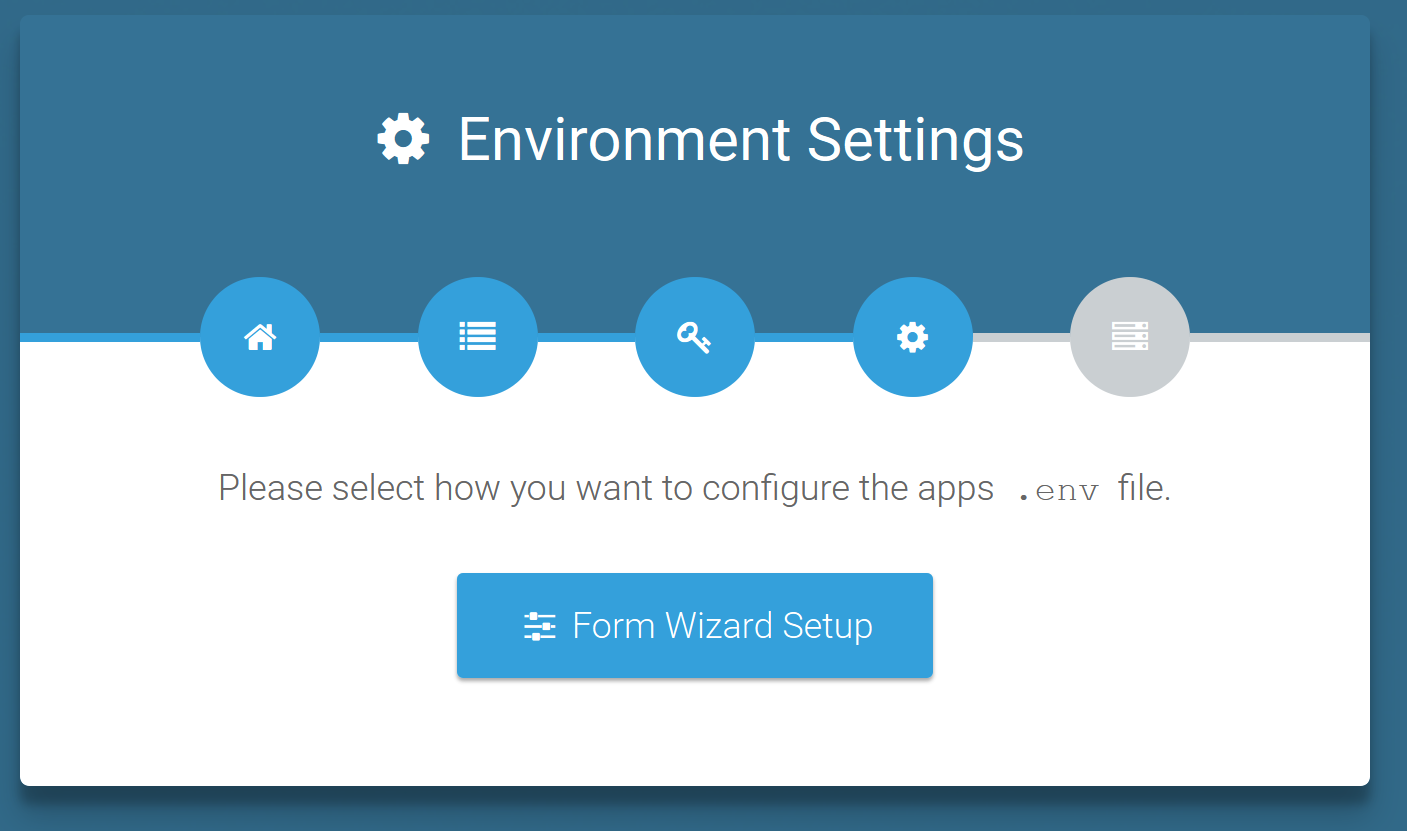 Environment Settings
Please select how you want to configure the apps .env file.
Form Wizard Setup